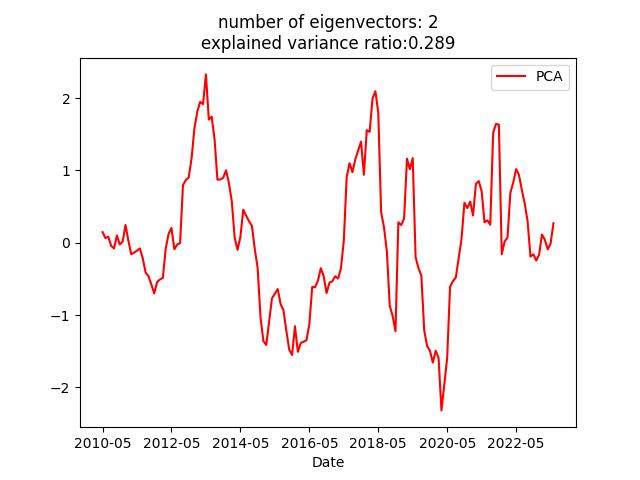 number of eigenvectors: 2
explained variance ratio:0.289
PCA
2
1
0
−1
−2
2010-05 2012-05 2014-05 2016-05 2018-05 2020-05 2022-05
Date